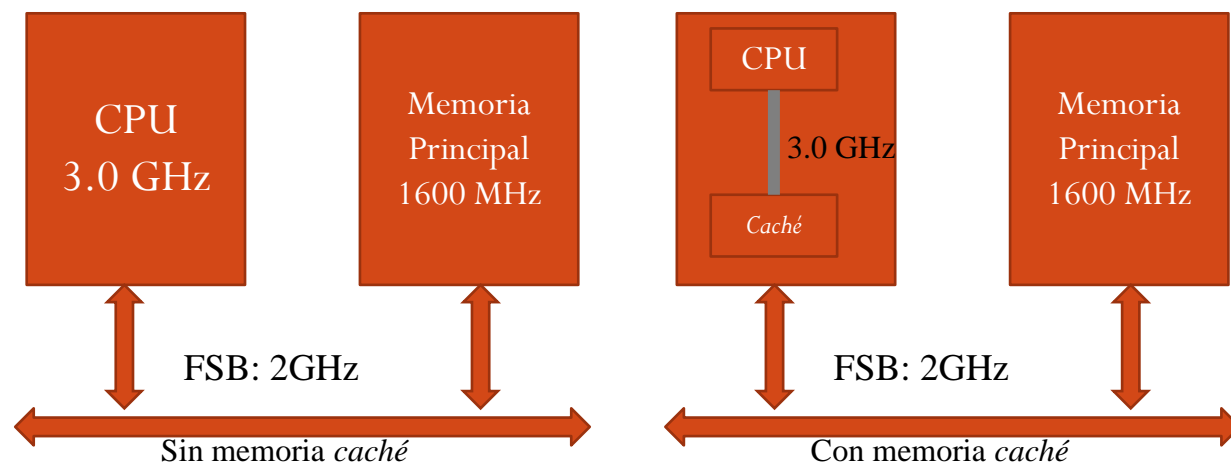 CPU
3.0 GHz
Memoria
Principal
1600 MHz
FSB: 2GHz
Sin memoria caché
CPU
3.0 GHz
Caché
Memoria
Principal
1600 MHz
FSB: 2GHz
Con memoria caché